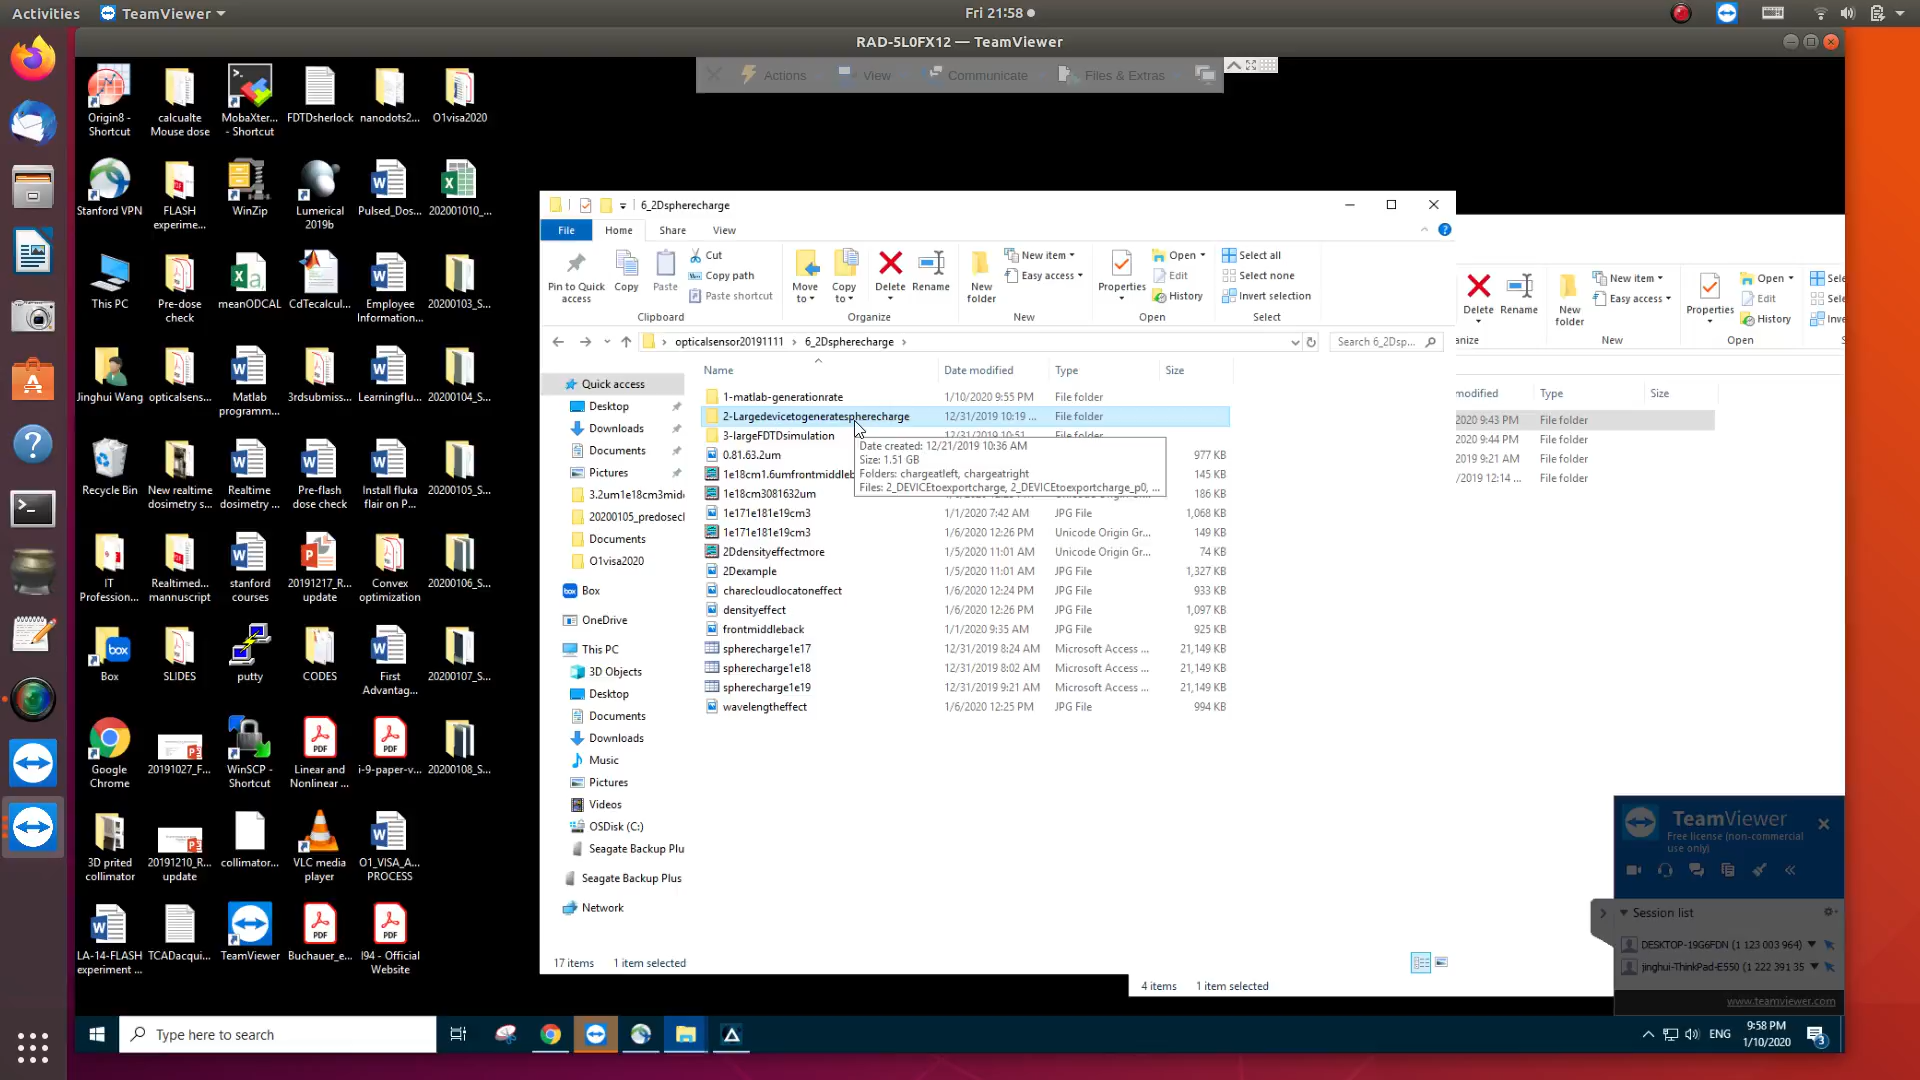 Activities
TeamViewer
Fri 21:58
RAD-5L0FX12 — TeamViewer
Actions
View
Communicate
Files & Extras
Origin8 -
Shortcut
calcualte
Mouse dose
MobaXter...
- Shortcut
FDTDsherlock
nanodots2...
O1visa2020
Stanford VPN
FLASH
experime...
WinZip
Lumerical
2019b
Pulsed_Dos...
202001010_...
This PC
Pre-dose
check
meanODCAL
CdTecalcul...
Employee
Information...
20200103_S...
Jinghui Wang
opticalsens...
Matlab
programm...
3rdsubmiss...
Learningflu...
20200104_S...
Recycle Bin
New realtime
dosimetry s...
Realtime
dosimetry ...
Pre-flash
dose check
Install fluka
flair on P...
20200105_S...
IT
Profession...
Realtimed...
mannuscript
stanford
courses
20191217_R...
update
Convex
optimization
20200106_S...
Box
SLIDES
putty
CODES
First
Advantag...
20200107_S...
Google
Chrome
20191027_F...
WinSCP -
Shortcut
Linear and
Nonlinear ...
i-9-paper-v...
20200108_S...
3D prited
collimator
20191210_R...
update
collimator...
VLC media
player
O1_VISA_A...
PROCESS
LA-14-FLASH
experiment ...
TCADacqui...
TeamViewer
Buchauer_e...
I94 - Official
Website
6_2Dspherecharge
File
Home
Share
View
Pin to Quick
access
Copy
Paste
Cut
Copy path
Paste shortcut
Clipboard
Move
to
Copy
to
Delete
Rename
Organize
New
folder
New item
Easy access
New
Properties
Open
Edit
History
Open
Select all
Select none
Invert selection
Select
opticalsensor20191111
6_2Dspherecharge
Search 6_2Dsp...
Quick access
Desktop
Downloads
Documents
Pictures
3.2um1e18cm3mid
20200105_predosecl
Documents
O1visa2020
Box
OneDrive
This PC
3D Objects
Desktop
Documents
Downloads
Music
Pictures
Videos
OSDisk (C:)
Seagate Backup Plu
Seagate Backup Plus
Network
Name Date modified Type Size
1-matlab-generationrate 1/10/2020 9:55 PM File folder
2-Largedevicetogeneratespherecharge 12/31/2019 10:19 ... File folder
3-largeFDTDsimulation 12/31/2019 10:51 File folder
0.81.63.2um 977 KB
1e18cm1.6umfrontmiddleb 145 KB
1e18cm3081632um 186 KB
1e171e181e19cm3 1/1/2020 7:42 AM JPG File 1,068 KB
1e171e181e19cm3 1/6/2020 12:26 PM Unicode Origin Gr... 149 KB
2Ddensityeffectmore 1/5/2020 11:01 AM Unicode Origin Gr... 74 KB
2Dexample 1/5/2020 11:01 AM JPG File 1,327 KB
charecloudlocatoneffect 1/6/2020 12:24 PM JPG File 933 KB
densityeffect 1/6/2020 12:26 PM JPG File 1,097 KB
frontmiddleback 1/1/2020 9:35 AM JPG File 925 KB
spherecharge1e17 12/31/2019 8:24 AM Microsoft Access ... 21,149 KB
spherecharge1e18 12/31/2019 8:02 AM Microsoft Access ... 21,149 KB
spherecharge1e19 12/31/2019 9:21 AM Microsoft Access ... 21,149 KB
wavelengtheffect 1/6/2020 12:25 PM JPG File 994 KB
Date created: 12/21/2019 10:36 AM
Size: 1.51 GB
Folders: chargeatleft, chargeatright
Files: 2_DEVICEtoexportcharge, 2_DEVICEtoexportcharge_p0, ...
17 items
1 item selected
Delete
Rename
anize
New
folder
New item
Easy access
New
Properties
Open
Edit
History
Open
Sele
Sele
Inve
modified Type Size
2020 9:43 PM File folder
2020 9:44 PM File folder
2019 9:21 AM File folder
/2019 12:14 ... File folder
4 items
1 item selected
TeamViewer
Free license (non-commercial
use only)
Session list
DESKTOP-19G6FDN (1 123 003 964)
jinghui-ThinkPad-E550 (1 222 391 35
www.teamviewer.com
Type here to search
ENG
9:58 PM
1/10/2020
3